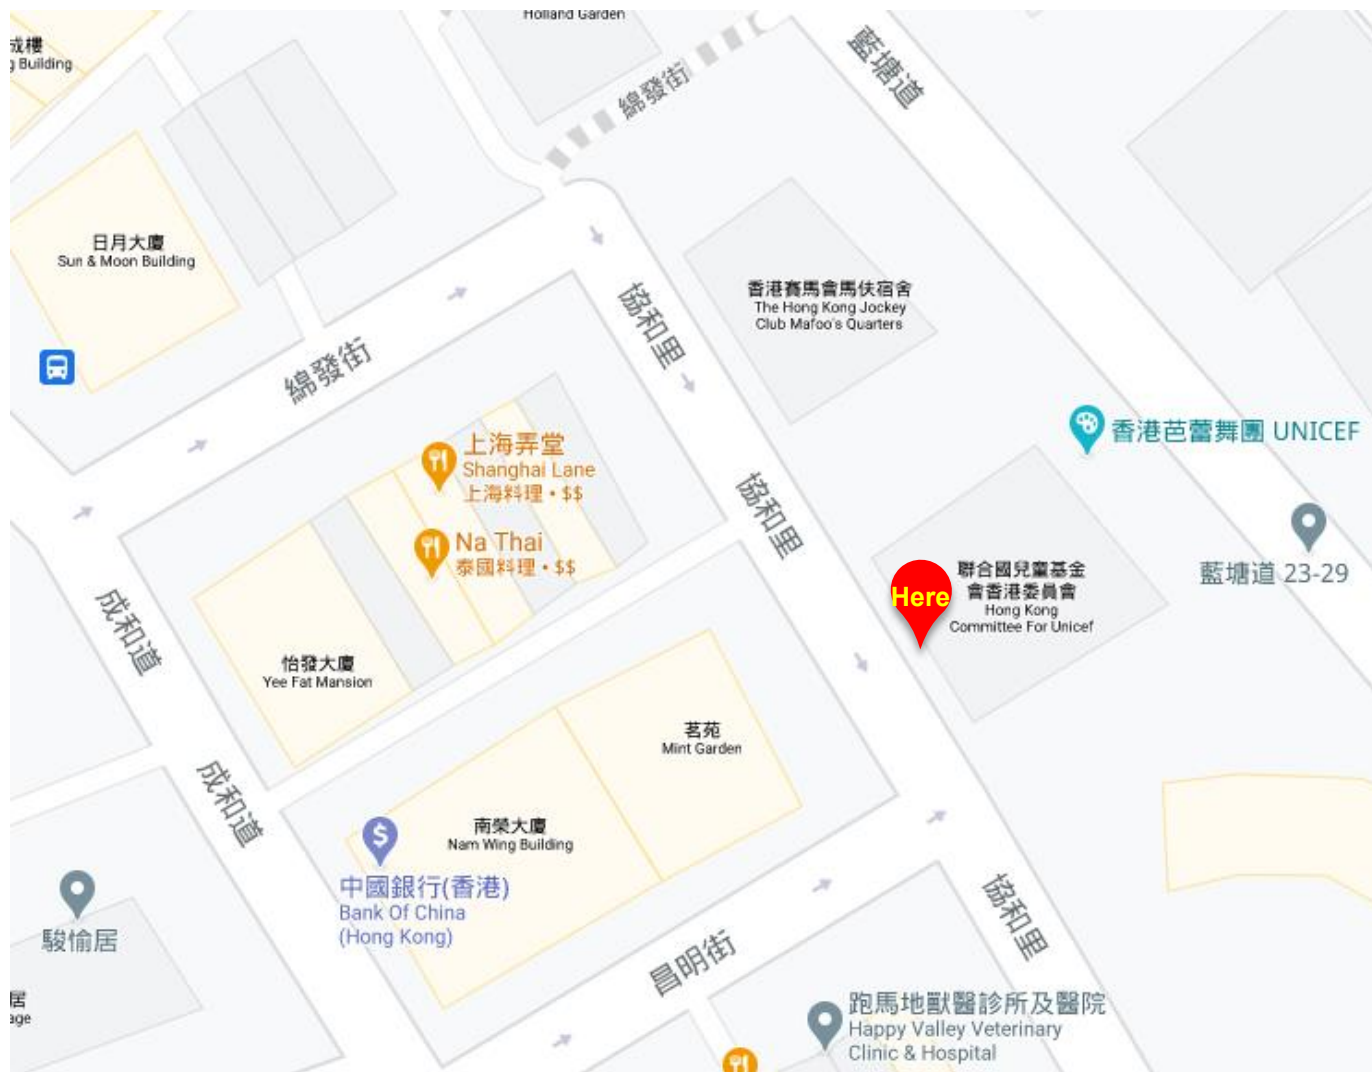 Holland Garden
成樓
g Building
藍塘道
綿發街
日月大廈
Sun & Moon Building
香港賽馬會馬伕宿舍
The Hong Kong Jockey
Club Mafoo's Quarters
協和里
綿發街
香港芭蕾舞團 UNICEF
上海弄堂
Shanghai Lane
上海料理・$$
協和里
Na Thai
泰國料理・$$
藍塘道 23-29
聯合國兒童基金
會香港委員會
Hong Kong
Committee For Unicef
Here
成和道
怡發大廈
Yee Fat Mansion
茗苑
Mint Garden
成和道
南榮大廈
Nam Wing Building
中國銀行(香港)
Bank Of China
(Hong Kong)
駿愉居
協和里
昌明街
居
age
跑馬地獸醫診所及醫院
Happy Valley Veterinary
Clinic & Hospital